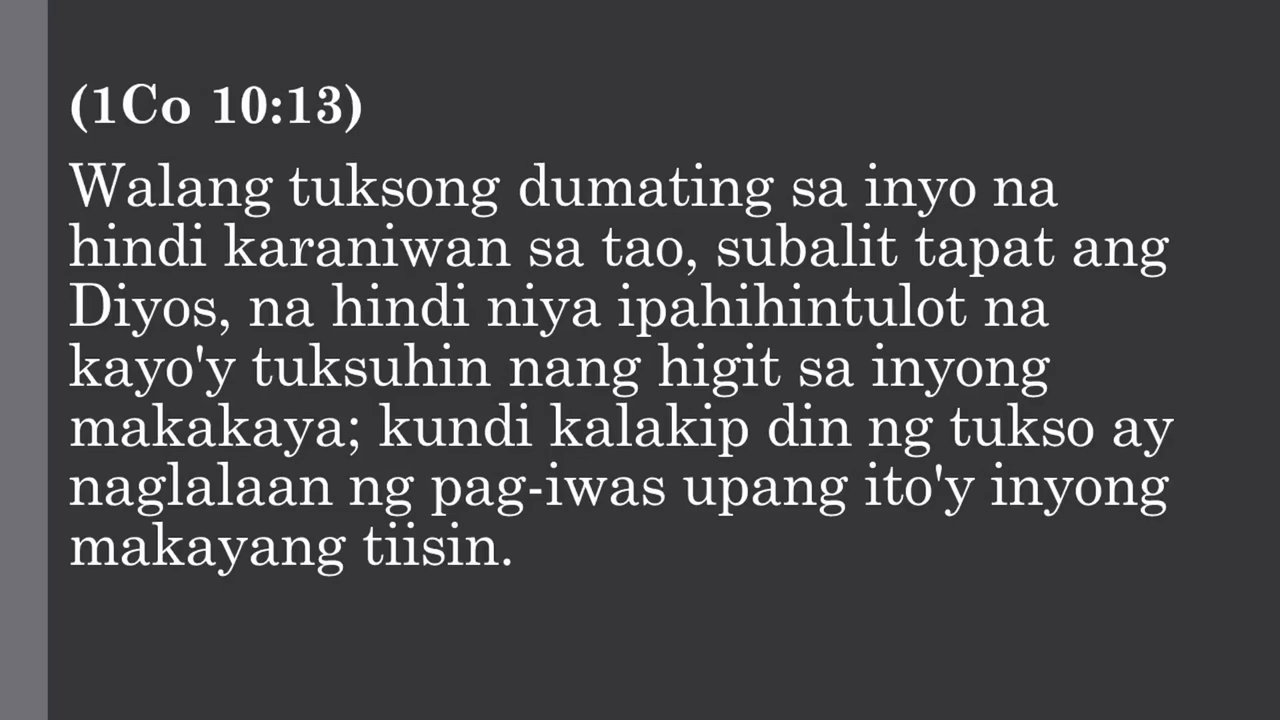 (1Co 10:13)
Walang tuksong dumating sa inyo na
hindi karaniwan sa tao, subalit tapat ang
Diyos, na hindi niya ipahihintulot na
kayo'y tuksuhin nang higit sa inyong
makakaya; kundi kalakip din ng tukso ay
naglalaan ng pag-iwas upang ito'y inyong
makayang tiisin.